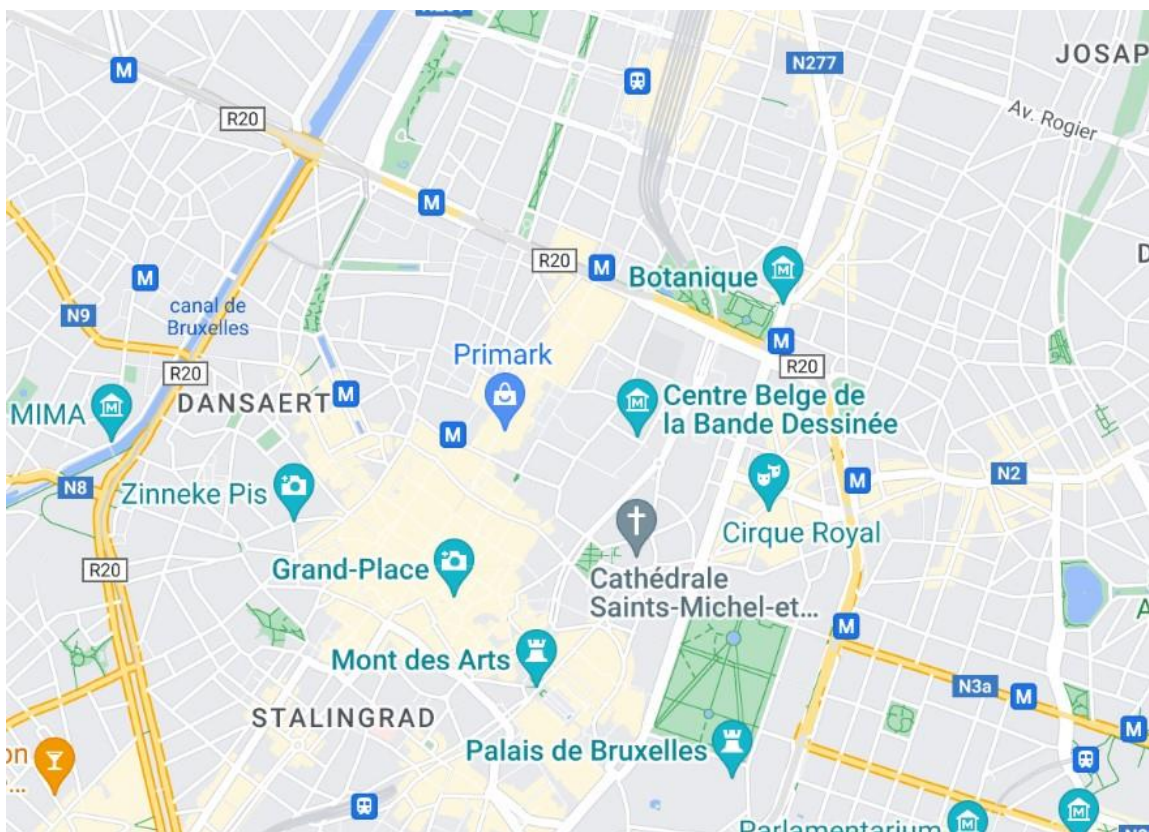 N277
JOSAP
M
R20
Av. Rogier
M
R20
M
Botanique
M
M
N9
canal de
Bruxelles
M
R20
R20
Primark
MIMA
DANSAERT
M
Centre Belge de
la Bande Dessinée
M
N8
Zinneke Pis
N2
M
Cirque Royal
R20
Grand-Place
Cathédrale
Saints-Michel-et...
A
M
Mont des Arts
N3a
M
STALINGRAD
M
Palais de Bruxelles
on
...
Parlamentarium